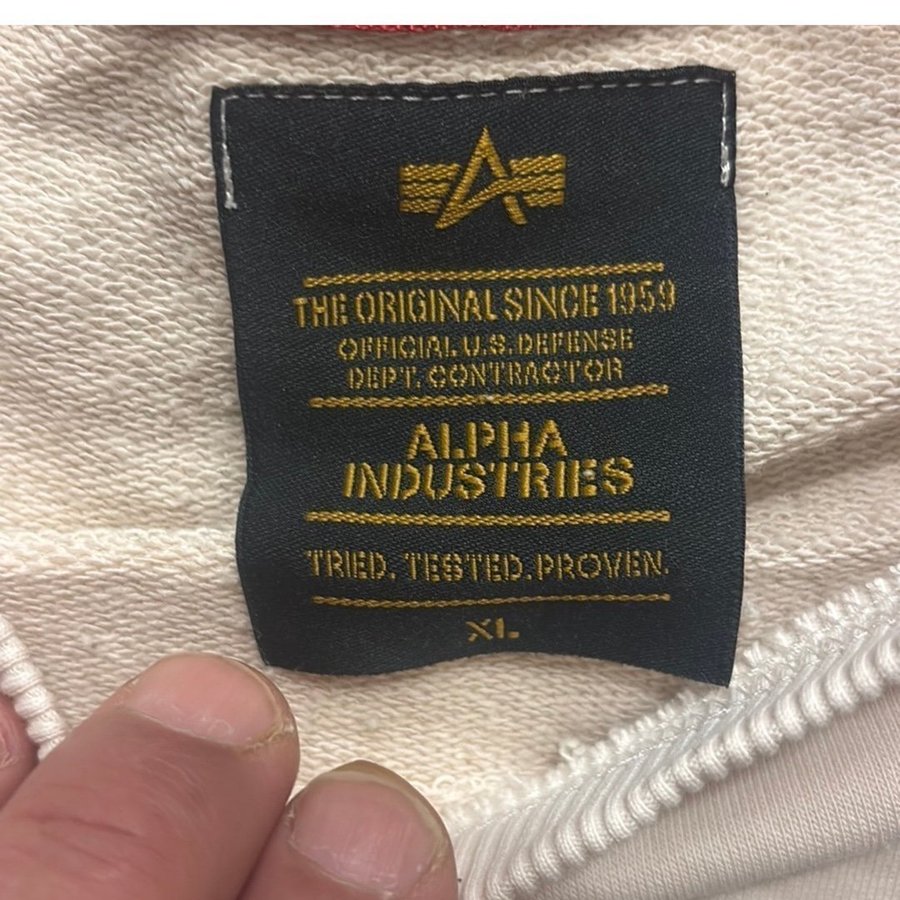 THE ORIGINAL SINCE 1959
OFFICIAL U.S. DEFENSE
DEPT. CONTRACTOR
ALPHA
INDUSTRIES
TRIED. TESTED. PROVEN.
XL